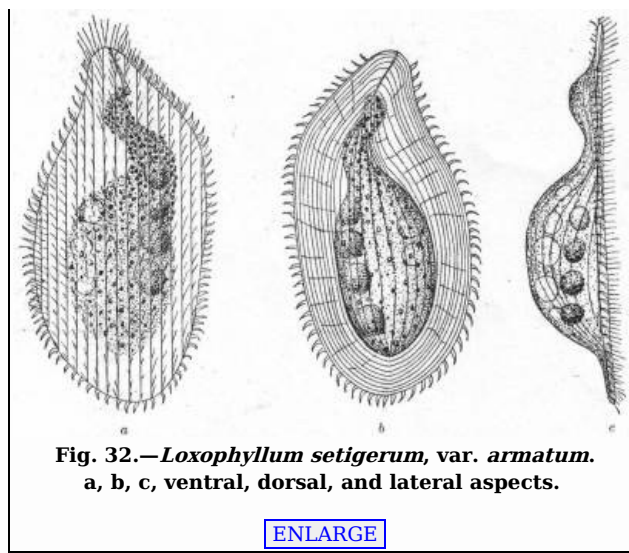 a
b
c
Fig. 32.—Loxophyllum setigerum, var. armatum.
a, b, c, ventral, dorsal, and lateral aspects.
ENLARGE